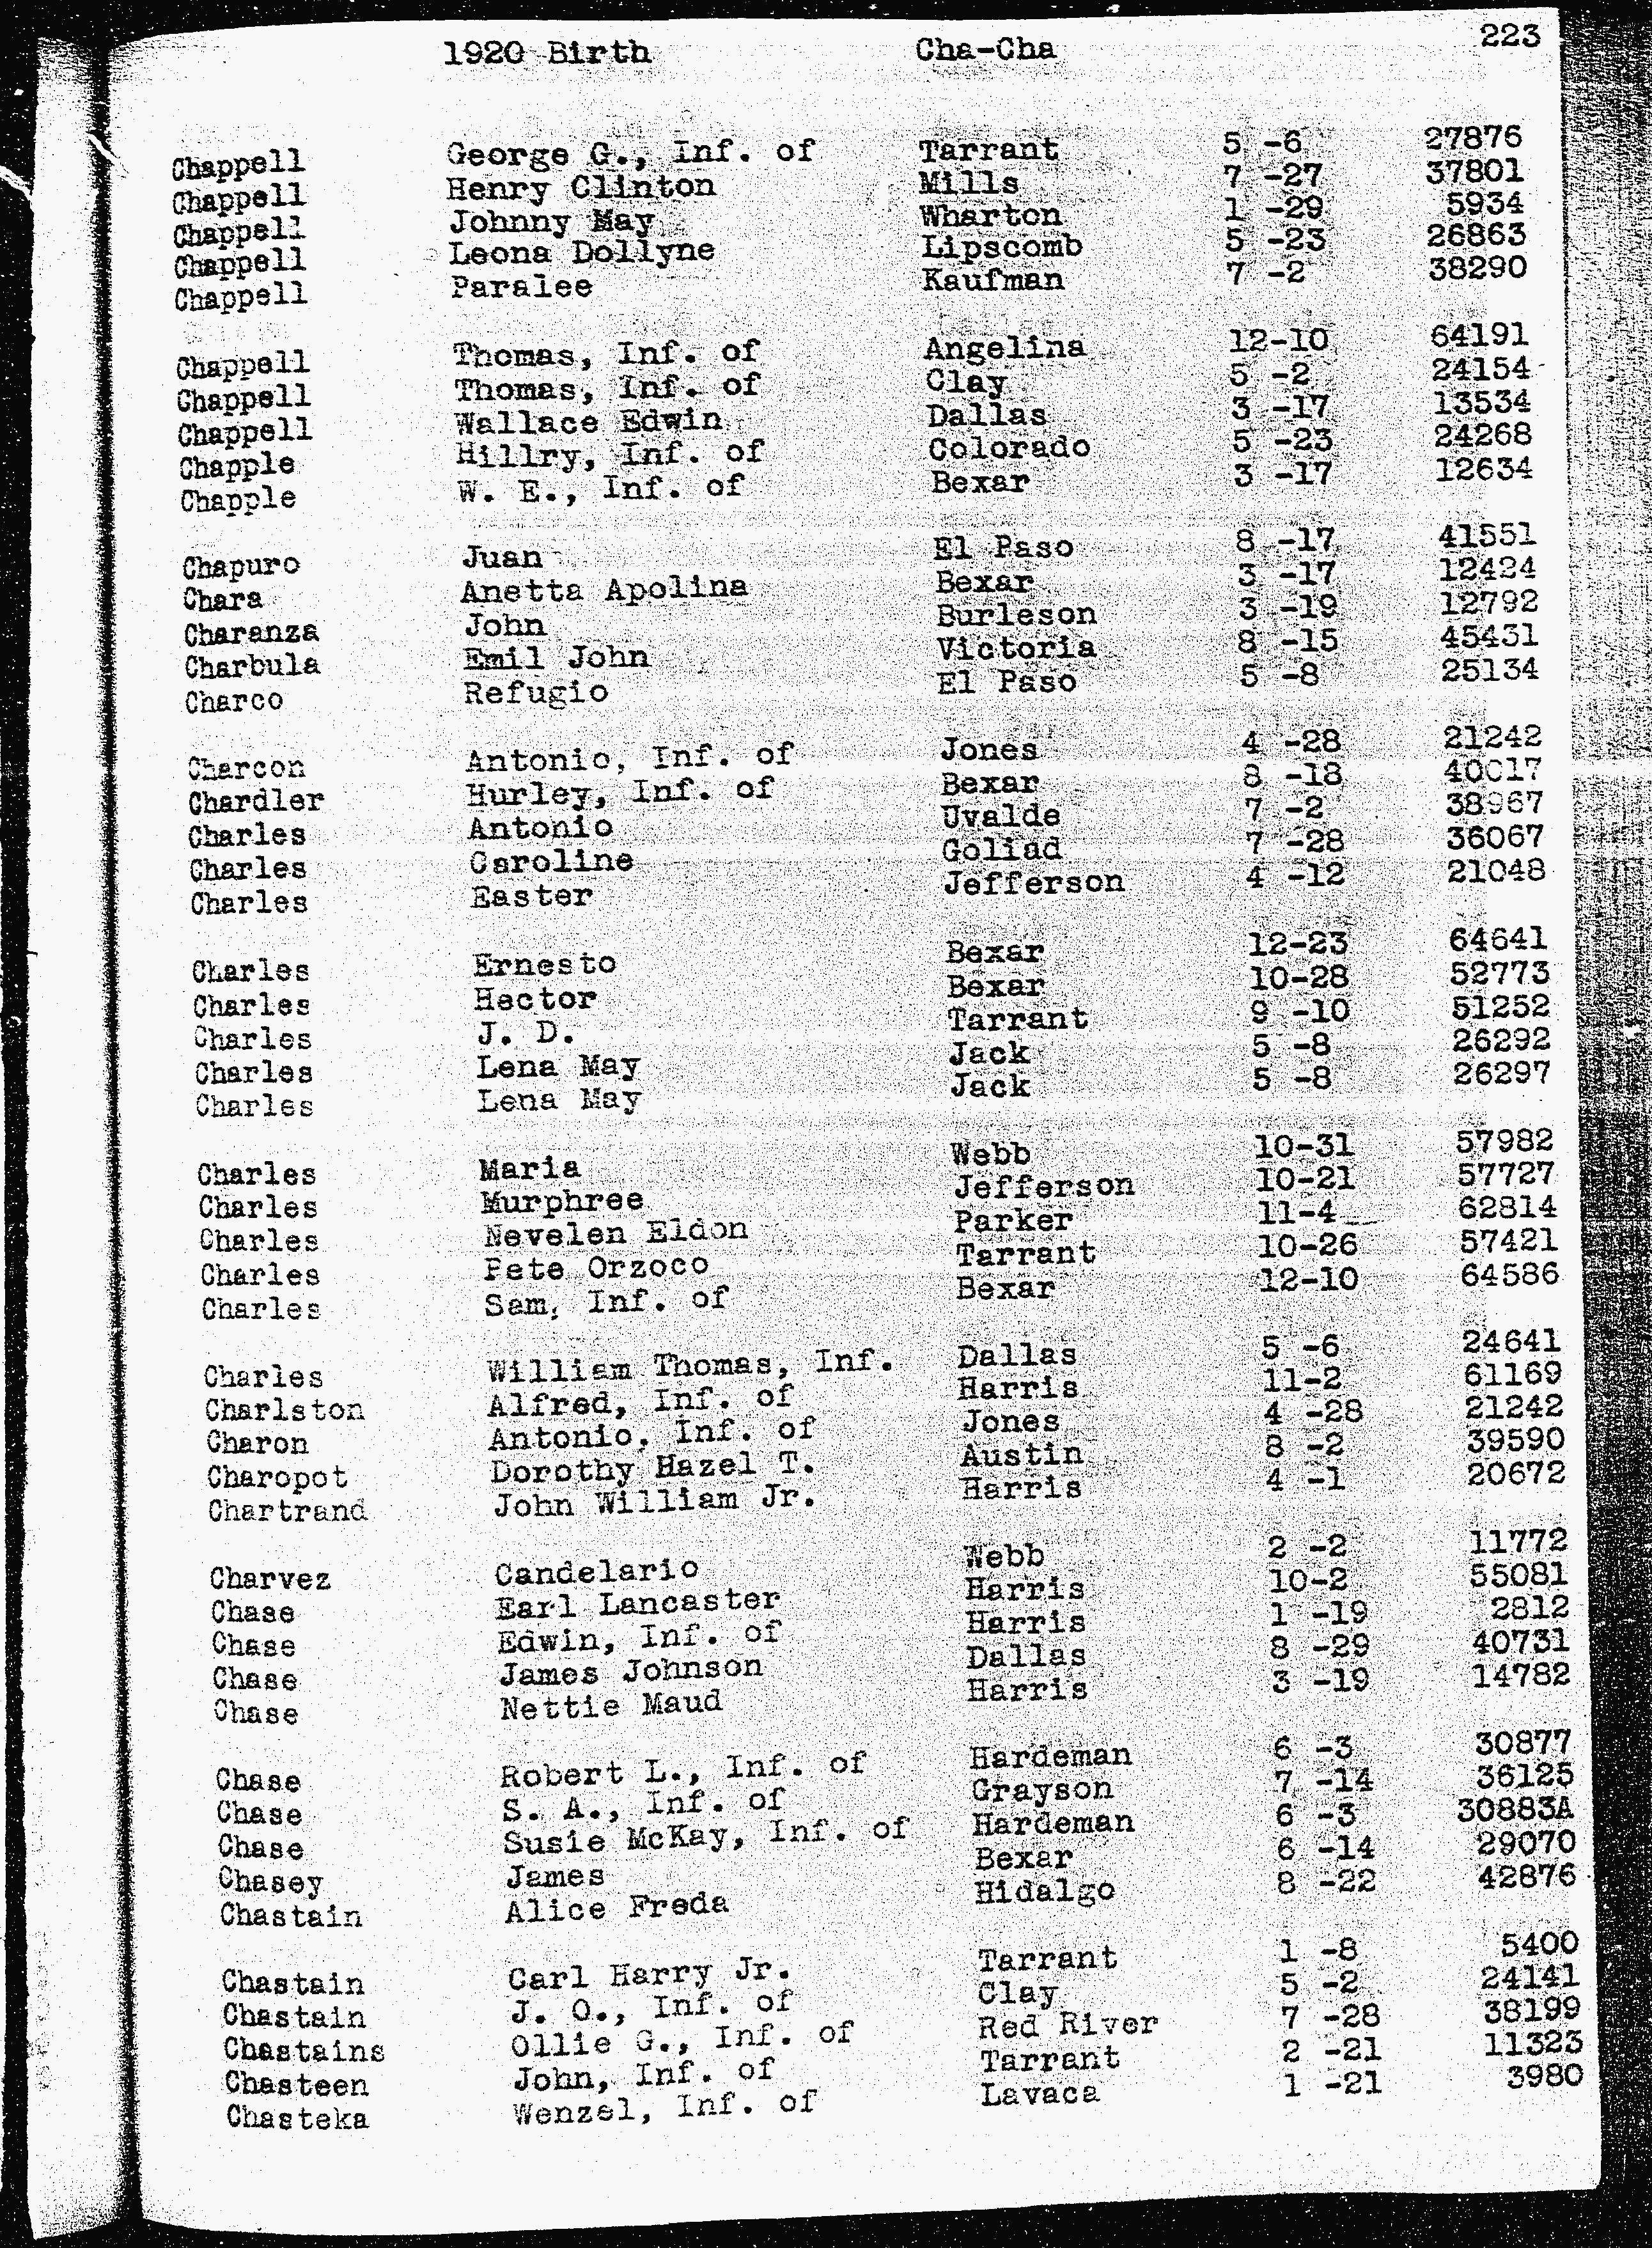 1920 Birth Cha-Cha 223
Chappell George G., Inf. of Tarrant 5 -6 27876
Chappell Henry Clinton Mills 7 -27 37801
Chappell Johnny May Wharton 1 -29 5934
Chappell Leona Dollyne Lipscomb 5 -23 26863
Chappell Paralee Kaufman 7 -2 38290
Chappell Thomas, Inf. of Angelina 12-10 64191
Chappell Thomas, Inf. of Clay 5 -2 24154
Chappell Wallace Edwin Dallas 3 -17 13534
Chapple Hillry, Inf. of Colorado 5 -23 24268
Chapple W. E., Inf. of Bexar 3 -17 12634
Chapuro Juan El Paso 8 -17 41551
Chara Anetta Apolina Bexar 3 -17 12424
Charanza John Burleson 3 -19 12792
Charbula Emil John Victoria 8 -15 45431
Charco Refugio El Paso 5 -8 25134
Charcon Antonio, Inf. of Jones 4 -28 21242
Chardler Hurley, Inf. of Bexar 8 -18 40017
Charles Antonio Uvalde 7 -2 38967
Charles Caroline Goliad 7 -28 36067
Charles Easter Jefferson 4 -12 21048
Charles Ernesto Bexar 12-23 64641
Charles Hector Bexar 10-28 52773
Charles J. D. Tarrant 9 -10 51252
Charles Lena May Jack 5 -8 26292
Charles Lena May Jack 5 -8 26297
Charles Maria Webb 10-31 57982
Charles Murphree Jefferson 10-21 57727
Charles Nevelen Eldon Parker 11-4 62814
Charles Pete Orzoco Tarrant 10-26 57421
Charles Sam, Inf. of Bexar 12-10 64586
Charles William Thomas, Inf. Dallas 5 -6 24641
Charlston Alfred, Inf. of Harris 11-2 61169
Charon Antonio, Inf. of Jones 4 -28 21242
Charopot Dorothy Hazel T. Austin 8 -2 39590
Chartrand John William Jr. Harris 4 -1 20672
Charvez Candelario Webb 2 -2 11772
Chase Earl Lancaster Harris 10-2 55081
Chase Edwin, Inf. of Harris 1 -19 2812
Chase James Johnson Dallas 8 -29 40731
Chase Nettie Maud Harris 3 -19 14782
Chase Robert L., Inf. of Hardeman 6 -3 30877
Chase S. A., Inf. of Grayson 7 -14 36125
Chase Susie McKay, Inf. of Hardeman 6 -3 30883A
Chasey James Bexar 6 -14 29070
Chastain Alice Freda Hidalgo 8 -22 42876
Chastain Carl Harry Jr. Tarrant 1 -8 5400
Chastain J. O., Inf. of Clay 5 -2 24141
Chastains Ollie G., Inf. of Red River 7 -28 38199
Chasteen John, Inf. of Tarrant 2 -21 11323
Chasteka Wenzel, Inf. of Lavaca 1 -21 3980